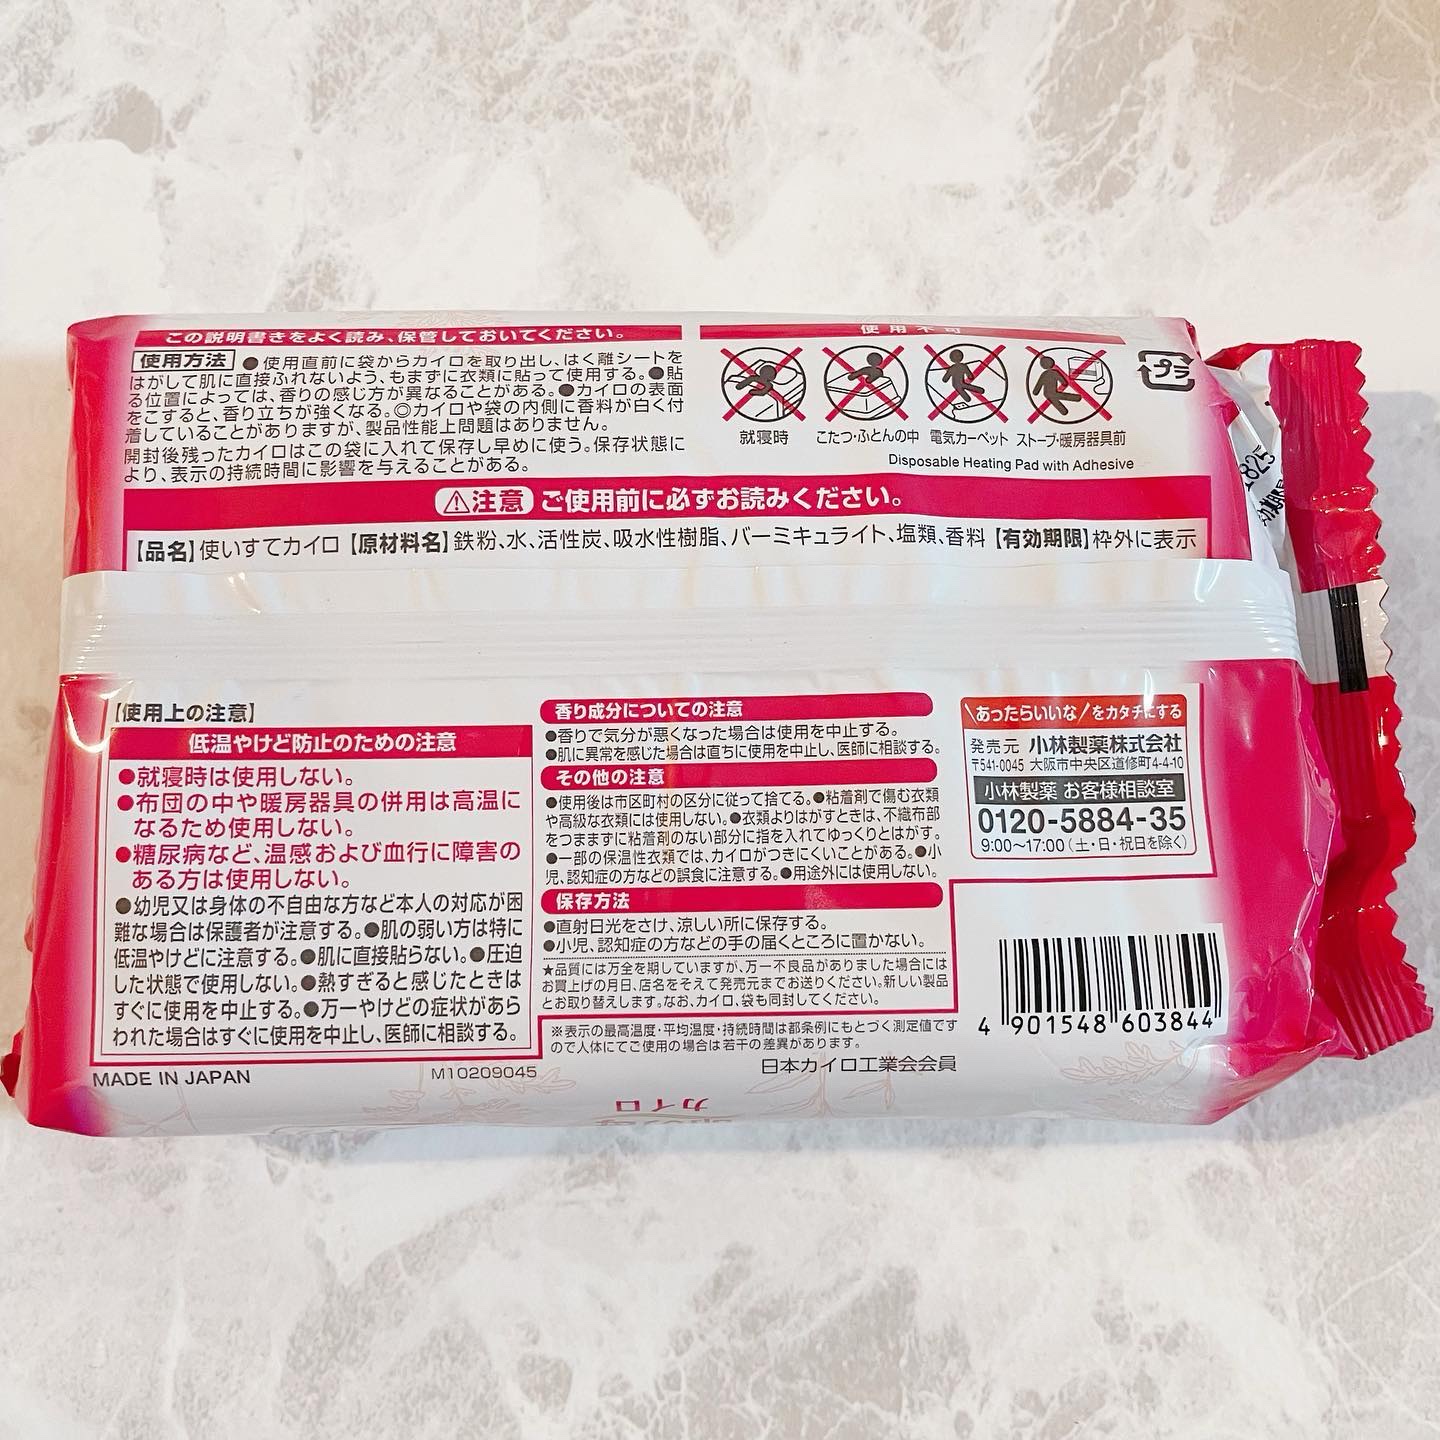 この説明書きをよく読み、保管しておいてください。
使用方法 ●使用直前に袋からカイロを取り出し、はく離シートを
はがして肌に直接ふれないよう、もまずに衣類に貼って使用する。●貼
る位置によっては、香りの感じ方が異なることがある。●カイロの表面
をこすると、香り立ちが強くなる。◎カイロや袋の内側に香料が白く付
着していることがありますが、製品性能上問題はありません。
開封後残ったカイロはこの袋に入れて保存し早めに使う。保存状態に
より、表示の持続時間に影響を与えることがある。
使用不可
就寝時 こたつ・ふとんの中 電気カーペット ストーブ・暖房器具前
プラ
Disposable Heating Pad with Adhesive
注意 ご使用前に必ずお読みください。
【品名】使いすてカイロ【原材料名】鉄粉、水、活性炭、吸水性樹脂、バーミキュライト、塩類、香料【有効期限】枠外に表示
【使用上の注意】
低温やけど防止のための注意
●就寝時は使用しない。
●布団の中や暖房器具の併用は高温に
なるため使用しない。
●糖尿病など、温感および血行に障害の
ある方は使用しない。
●幼児又は身体の不自由な方など本人の対応が困
難な場合は保護者が注意する。●肌の弱い方は特に
低温やけどに注意する。●肌に直接貼らない。●圧迫
した状態で使用しない。●熱すぎると感じたときは
すぐに使用を中止する。●万一やけどの症状があら
われた場合はすぐに使用を中止し、医師に相談する。
MADE IN JAPAN
M10209045
香り成分についての注意
●香りで気分が悪くなった場合は使用を中止する。
●肌に異常を感じた場合は直ちに使用を中止し、医師に相談する。
その他の注意
●使用後は市区町村の区分に従って捨てる。●粘着剤で傷む衣類
や高級な衣類には使用しない。●衣類よりはがすときは、不織布部
をつままずに粘着剤のない部分に指を入れてゆっくりとはがす。
●一部の保温性衣類では、カイロがつきにくいことがある。●小
児、認知症の方などの誤食に注意する。●用途外には使用しない。
保存方法
●直射日光をさけ、涼しい所に保存する。
●小児、認知症の方などの手の届くところに置かない。
★品質には万全を期していますが、万一不良品がありました場合には
お買上げの月日、店名をそえて発売元までお送りください。新しい製品
とお取り替えします。なお、カイロ、袋も同封してください。
※表示の最高温度・平均温度・持続時間は都条例にもとづく測定値です
ので人体にてご使用の場合は若干の差異があります。
日本カイロ工業会会員
あったらいいなをカタチにする
発売元 小林製薬株式会社
〒541-0045 大阪市中央区道修町4-4-10
小林製薬 お客様相談室
0120-5884-35
9:00～17:00(土・日・祝日を除く)
4 901548 603844
カイロ